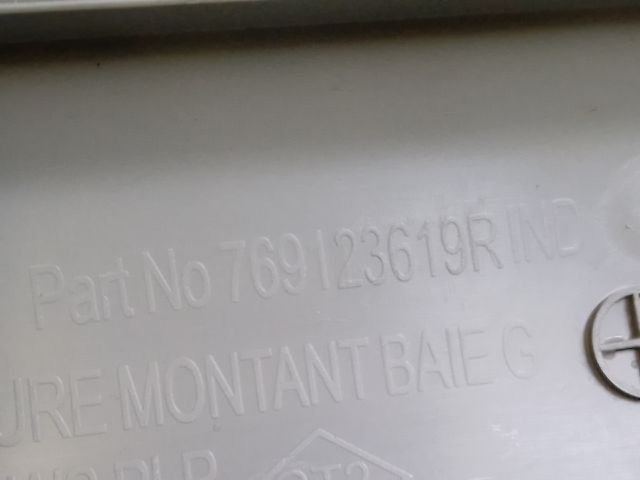 Part No 769123619R IND
URE MONTANT BAIE G